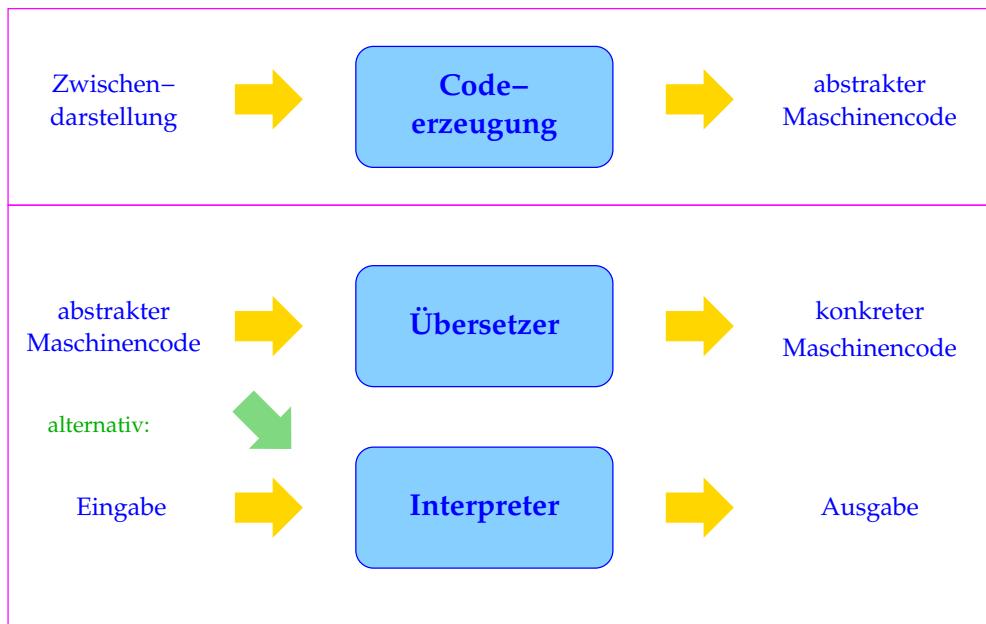 Zwischen–
darstellung
Code–
erzeugung
abstrakter
Maschinencode
abstrakter
Maschinencode
Übersetzer
konkreter
Maschinencode
alternativ:
Eingabe
Interpreter
Ausgabe